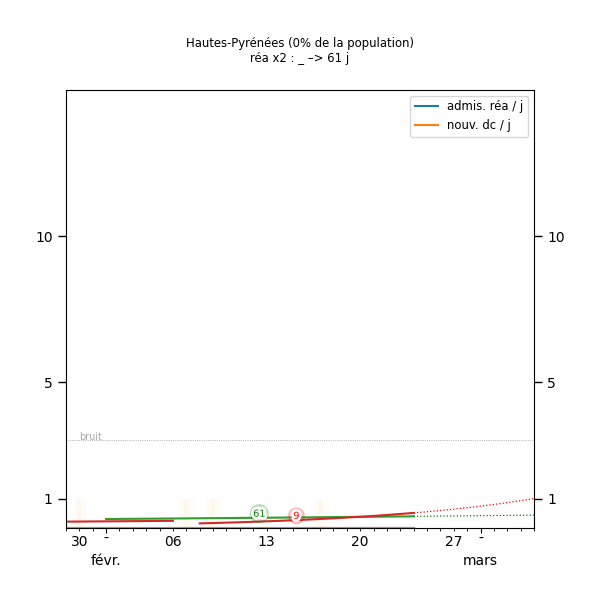 Hautes-Pyrénées (0% de la population)
réa x2 : _ –> 61 j
admis. réa / j
nouv. dc / j
10 10
5 5
bruit
1 1
61 9
30 - 06 13 20 27 -
févr. mars